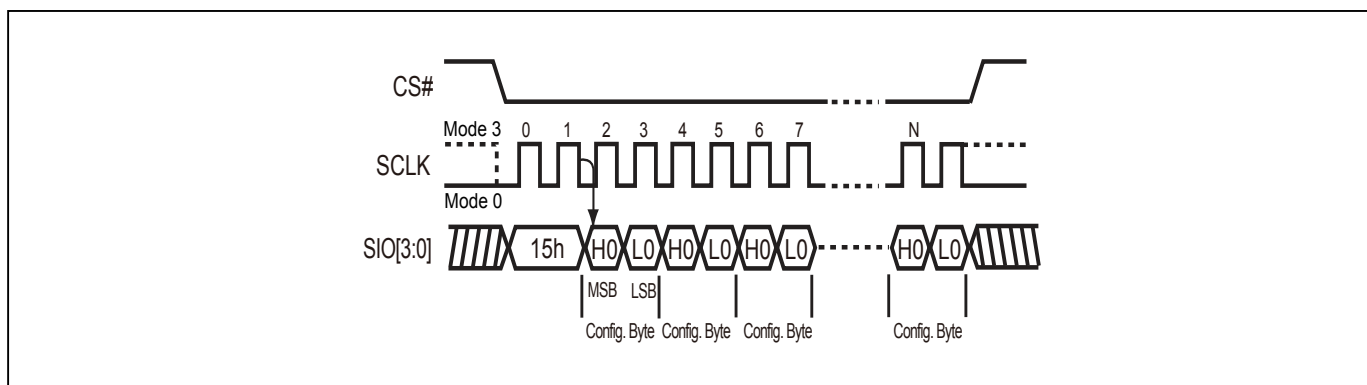 CS#
Mode 3 0 1 2 3 4 5 6 7 N
SCLK
Mode 0
SIO[3:0] 15h H0 L0 H0 L0 H0 L0 H0 L0
MSB LSB
Config. Byte Config. Byte Config. Byte Config. Byte